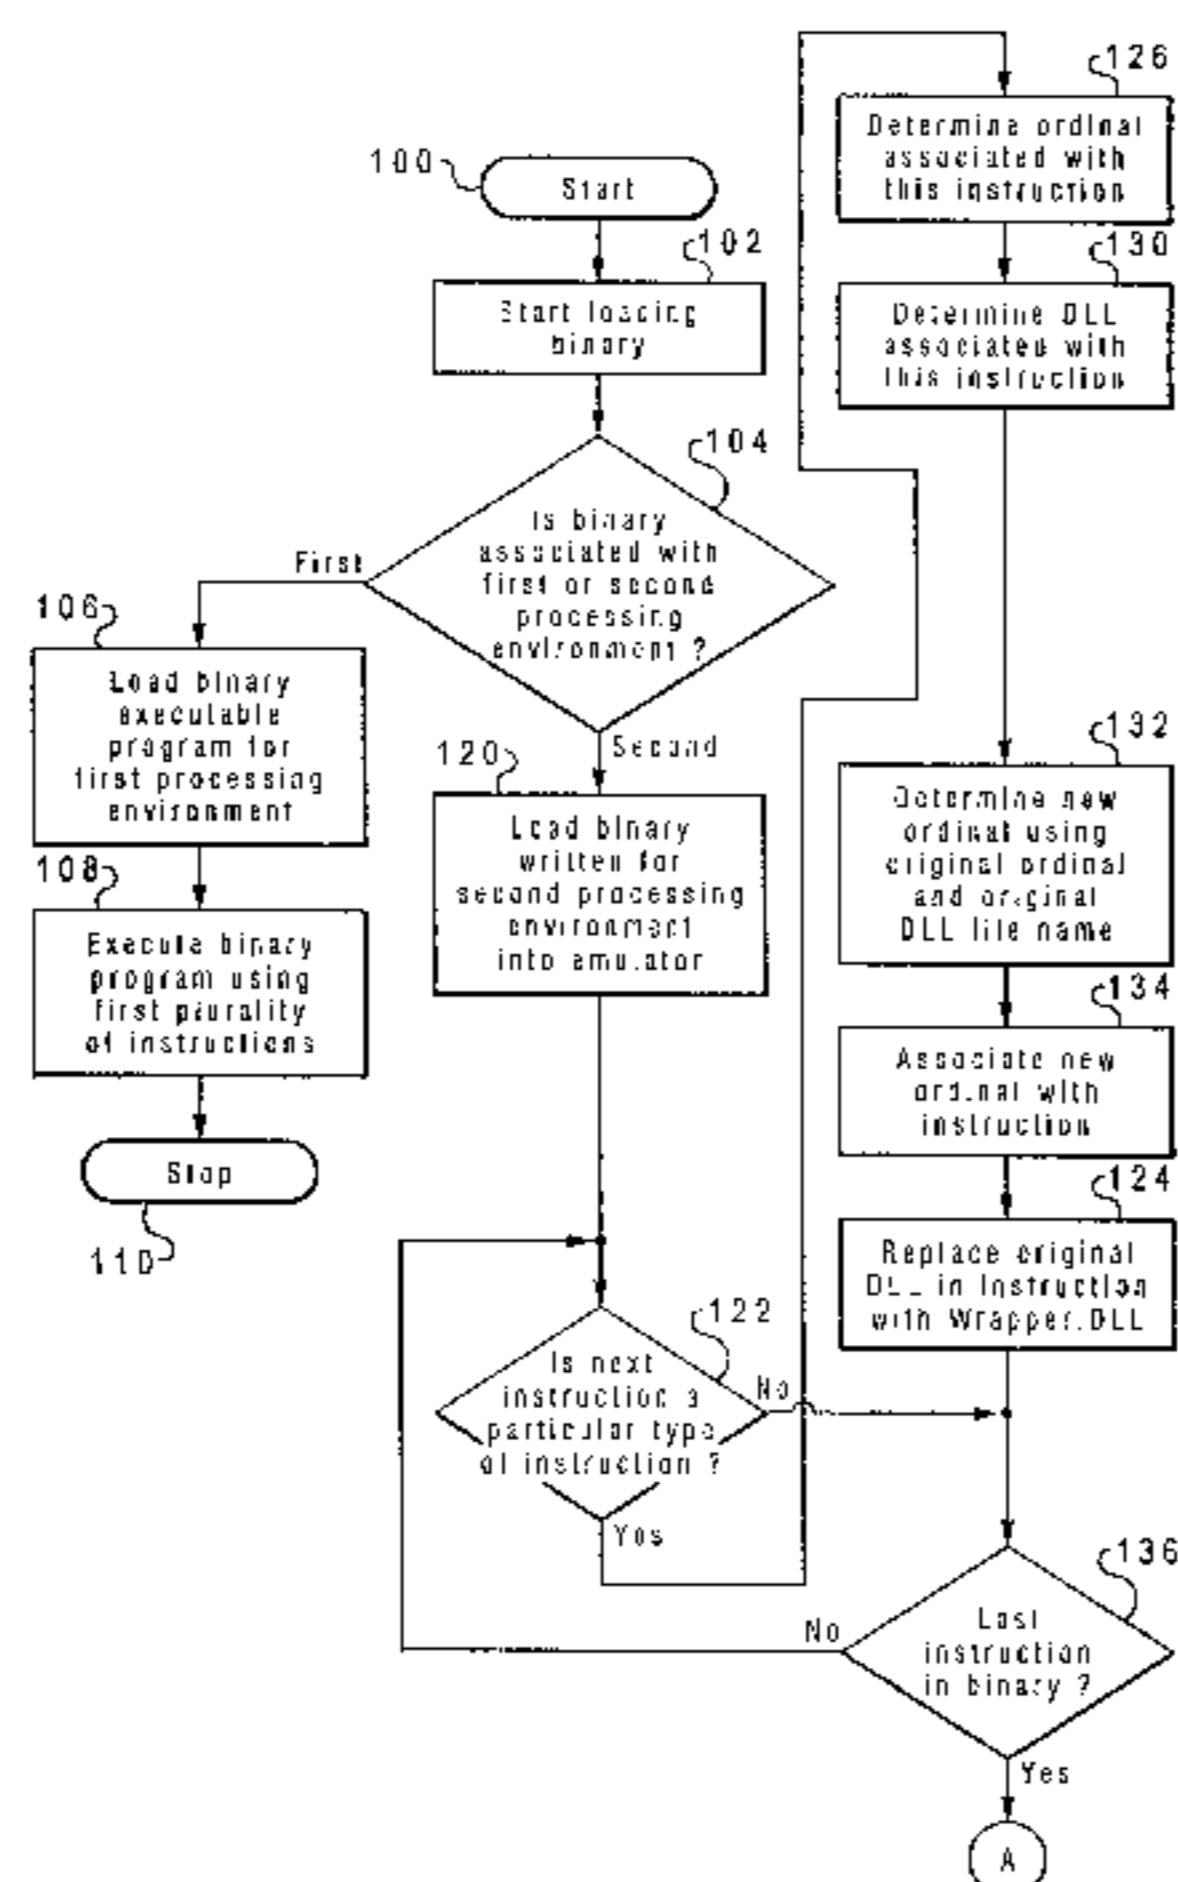 100
Start
102
Start loading
binary
104
Is binary
associated with
first or second
processing
environment ?
First
Second
106
Load binary
executable
program for
first processing
environment
108
Execute binary
program using
first paurality
of instructions
Stop
110
120
Load binary
written for
second processing
environment
into emulator
122
Is next
instruction a
particular type
of instruction ?
No
Yes
126
Determine ordinal
associated with
this instruction
130
Determine DLL
associated with
this instruction
132
Determine new
ordinal using
original ordinal
and original
DLL file name
134
Associate new
ordinal with
instruction
124
Replace original
DLL in instruction
with Wrapper.DLL
136
Last
instruction
in binary ?
No
Yes
A